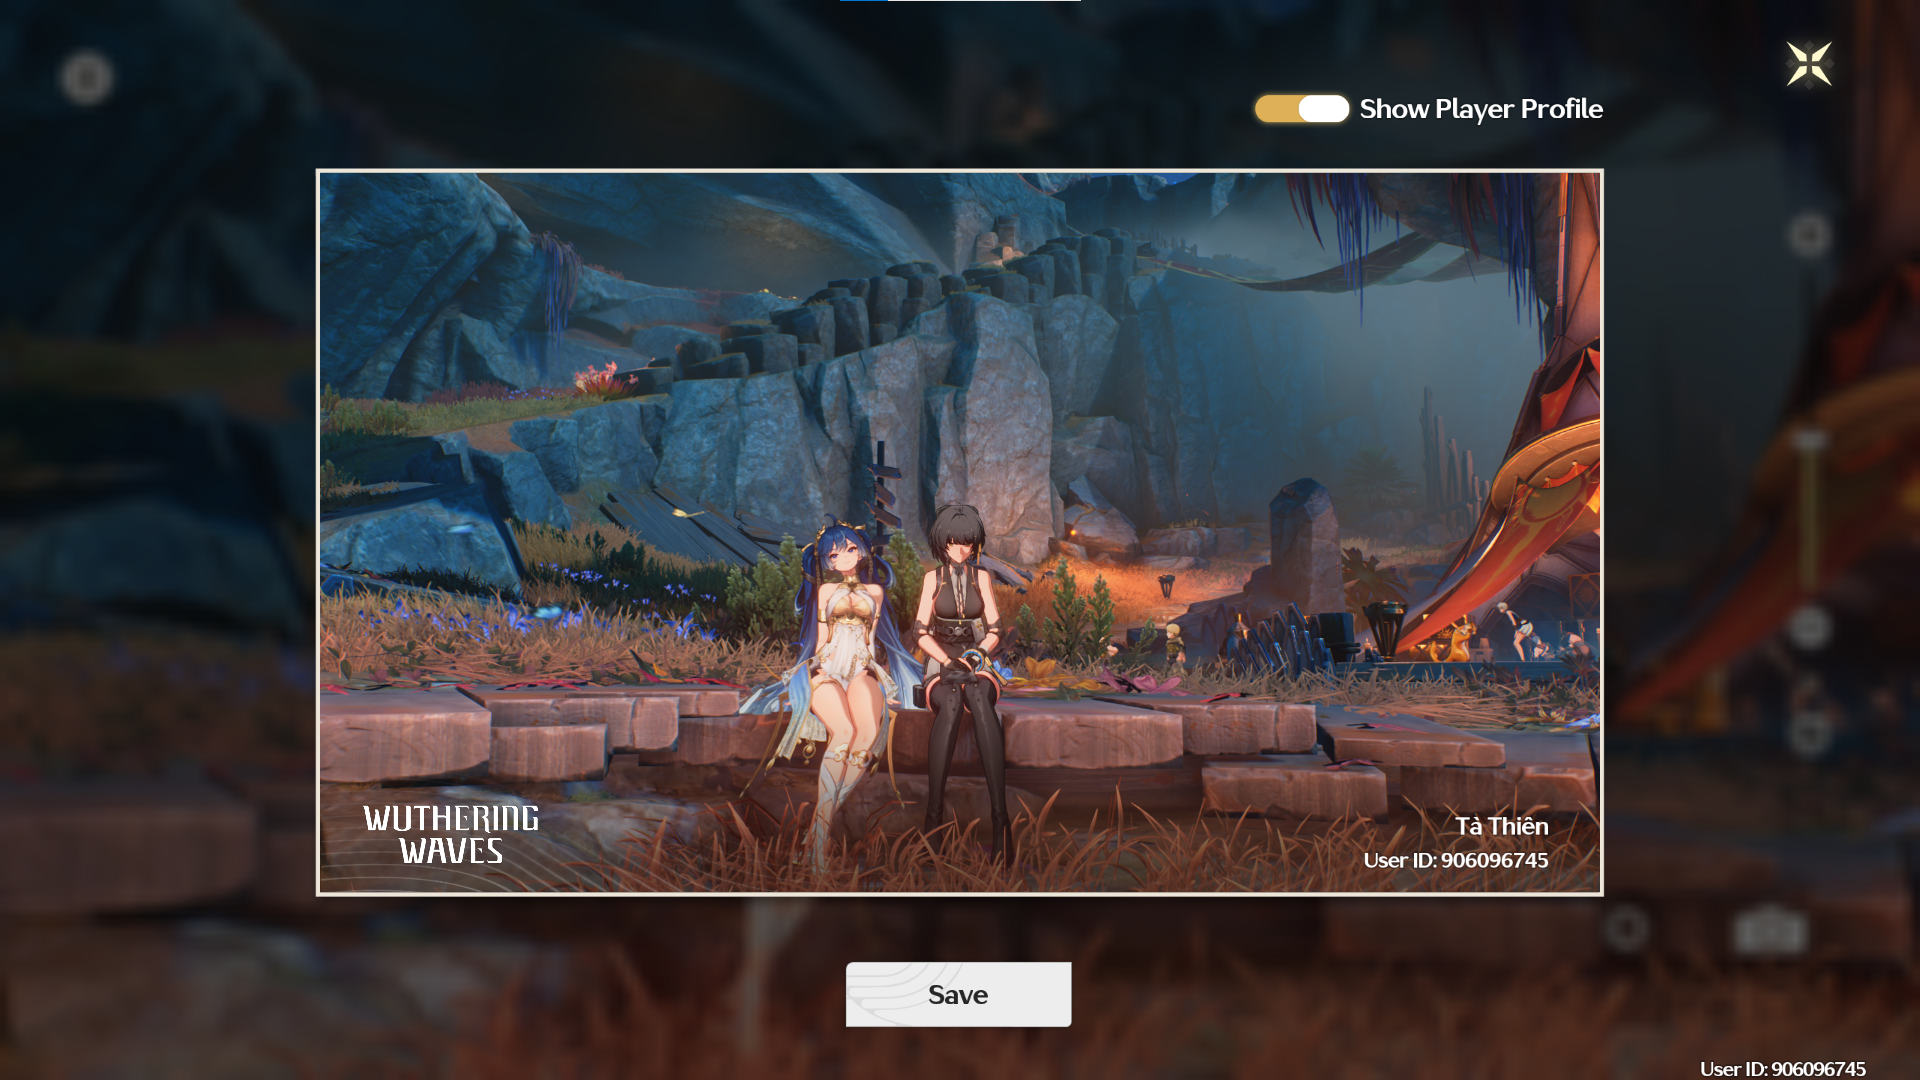 Show Player Profile
WUTHERING
WAVES
Tà Thiên
User ID: 906096745
Save
User ID: 906096745